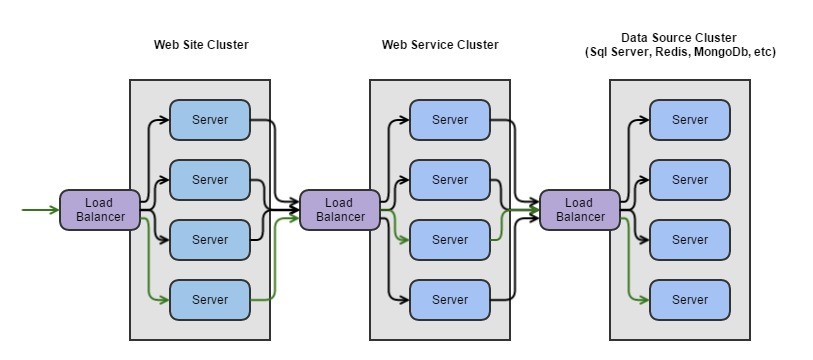 Web Site Cluster
Web Service Cluster
Data Source Cluster
(Sql Server, Redis, MongoDb, etc)
Load
Balancer
Server
Server
Server
Server
Load
Balancer
Server
Server
Server
Server
Load
Balancer
Server
Server
Server
Server